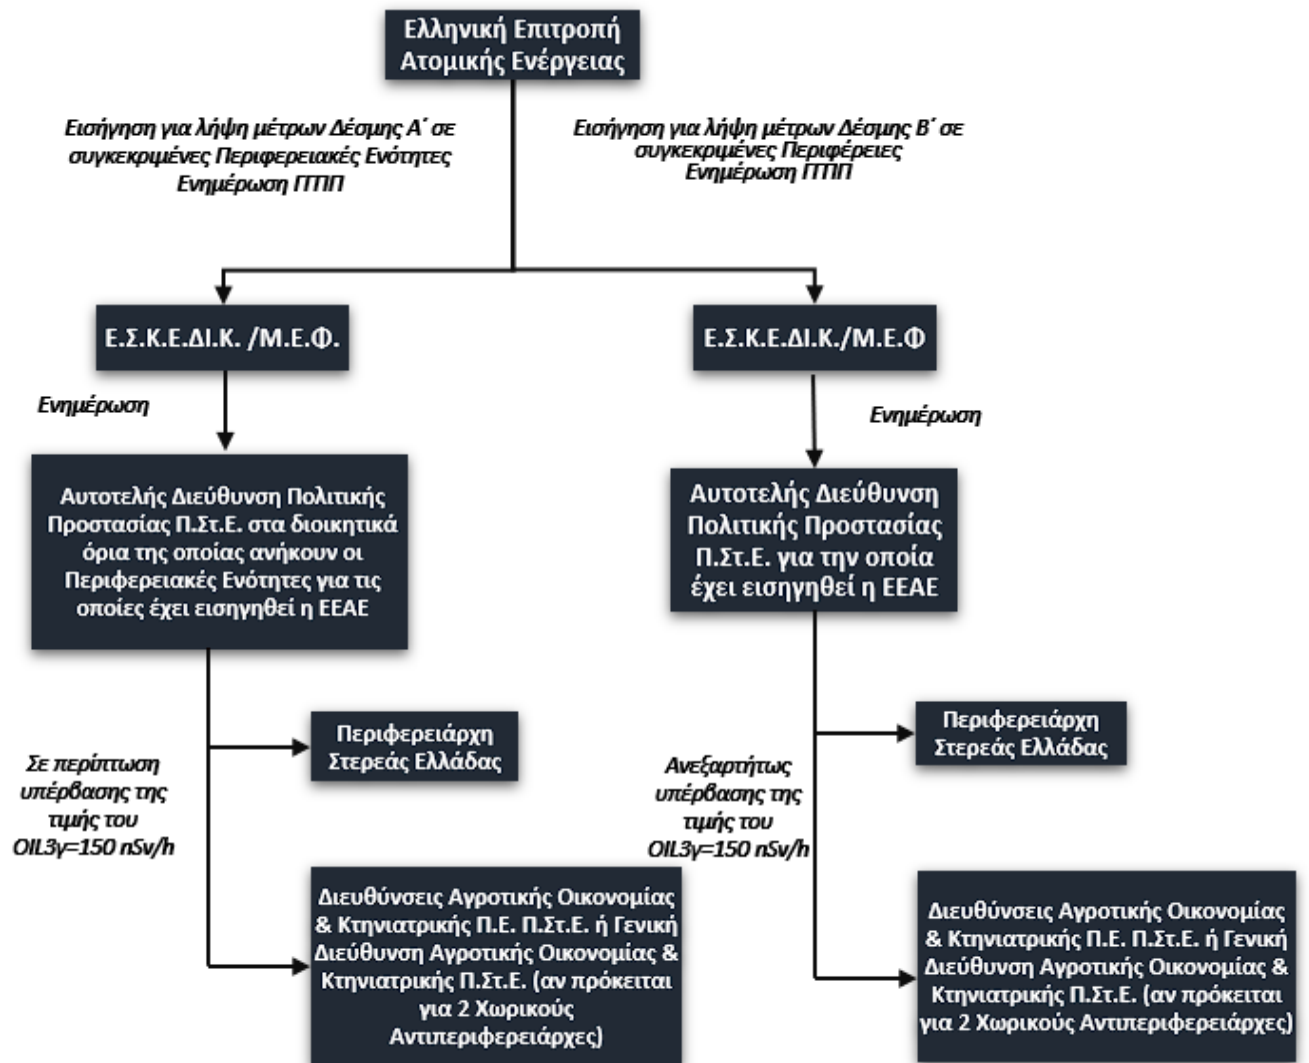 Ελληνική Επιτροπή
Ατομικής Ενέργειας
Εισήγηση για λήψη μέτρων Δέσμης Α΄ σε
συγκεκριμένες Περιφερειακές Ενότητες
Ενημέρωση ΓΓΠΠ
Εισήγηση για λήψη μέτρων Δέσμης Β΄ σε
συγκεκριμένες Περιφέρειες
Ενημέρωση ΓΓΠΠ
Ε.Σ.Κ.Ε.ΔΙ.Κ. /Μ.Ε.Φ.
Ε.Σ.Κ.Ε.ΔΙ.Κ./Μ.Ε.Φ
Ενημέρωση
Ενημέρωση
Αυτοτελής Διεύθυνση Πολιτικής
Προστασίας Π.Στ.Ε. στα διοικητικά
όρια της οποίας ανήκουν οι
Περιφερειακές Ενότητες για τις
οποίες έχει εισηγηθεί η ΕΕΑΕ
Αυτοτελής Διεύθυνση
Πολιτικής Προστασίας
Π.Στ.Ε. για την οποία
έχει εισηγηθεί η ΕΕΑΕ
Περιφερειάρχη
Στερεάς Ελλάδας
Περιφερειάρχη
Στερεάς Ελλάδας
Σε περίπτωση
υπέρβασης της
τιμής του
OIL3γ=150 nSv/h
Ανεξαρτήτως
υπέρβασης της
τιμής του
OIL3γ=150 nSv/h
Διευθύνσεις Αγροτικής Οικονομίας
& Κτηνιατρικής Π.Ε. Π.Στ.Ε. ή Γενική
Διεύθυνση Αγροτικής Οικονομίας &
Κτηνιατρικής Π.Στ.Ε. (αν πρόκειται
για 2 Χωρικούς
Αντιπεριφερειάρχες)
Διευθύνσεις Αγροτικής Οικονομίας
& Κτηνιατρικής Π.Ε. Π.Στ.Ε. ή Γενική
Διεύθυνση Αγροτικής Οικονομίας &
Κτηνιατρικής Π.Στ.Ε. (αν πρόκειται
για 2 Χωρικούς Αντιπεριφερειάρχες)